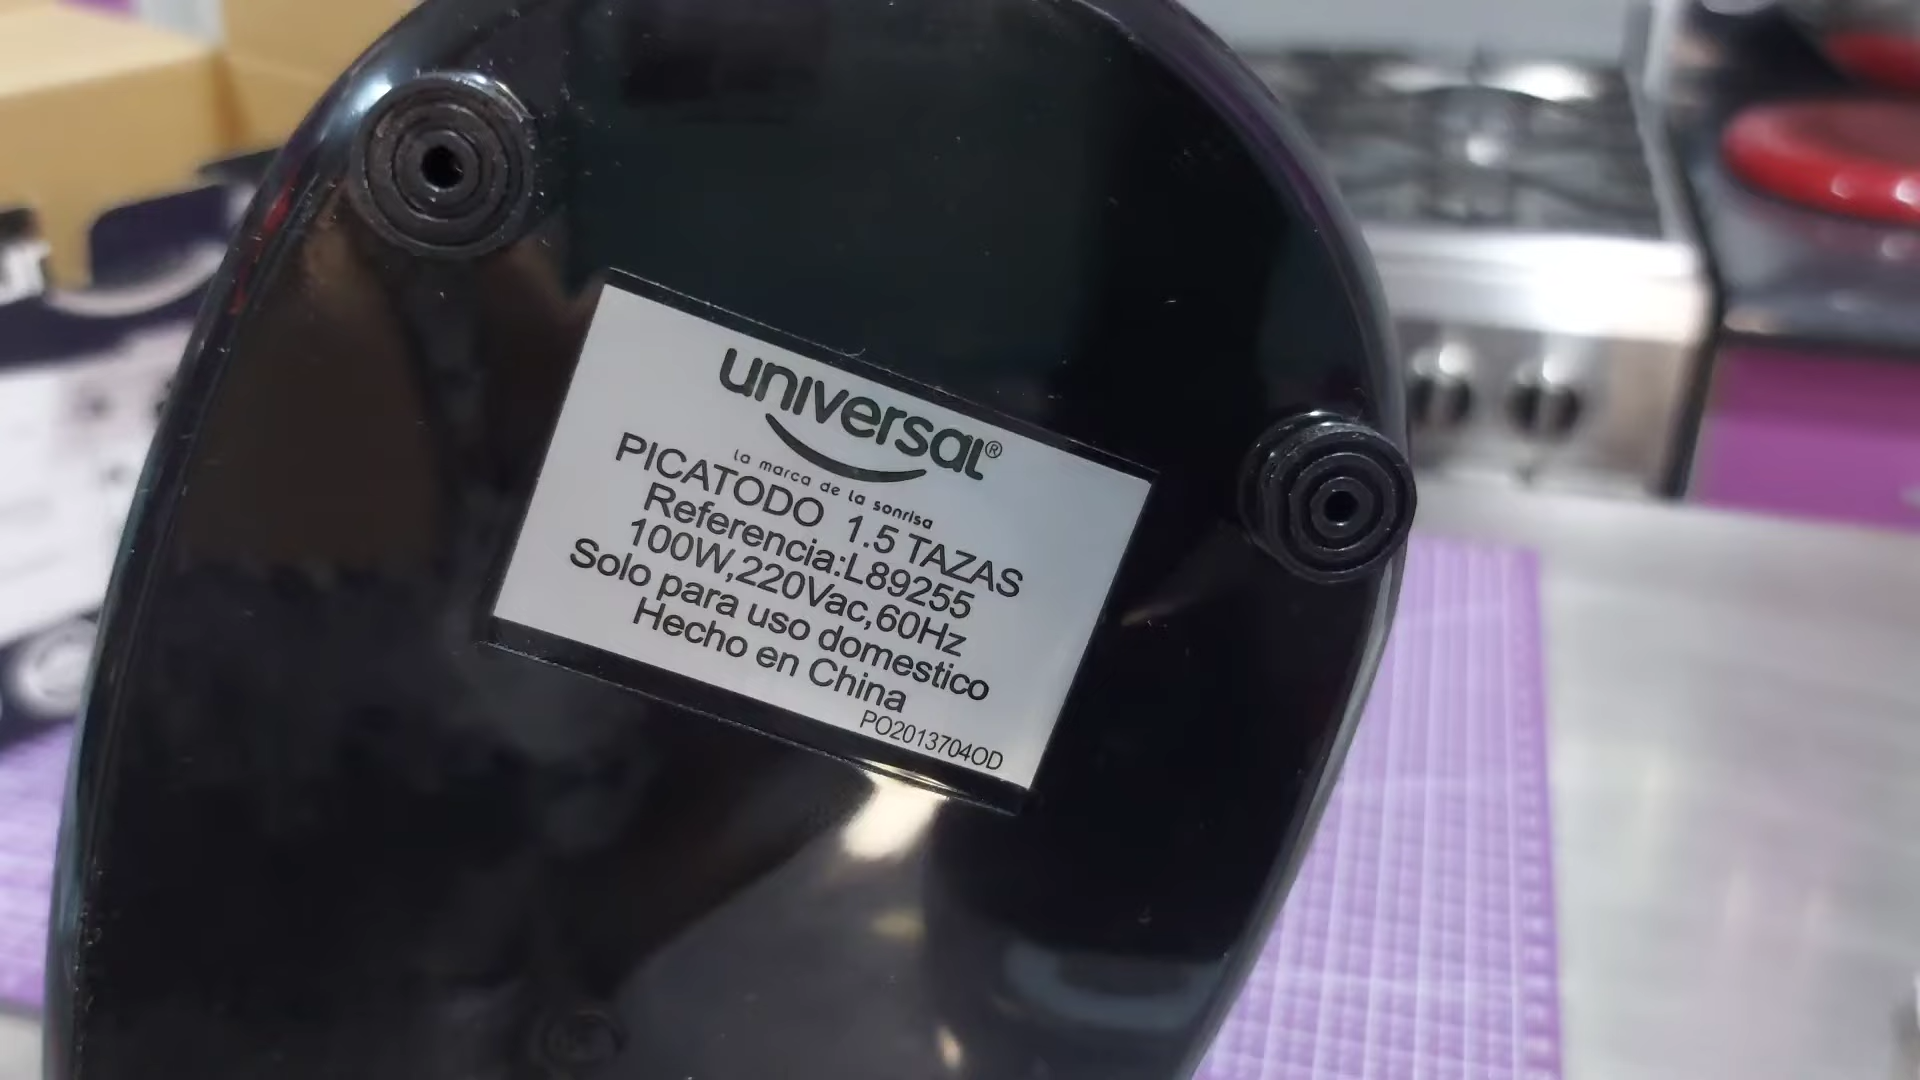 universal®
la marca de la sonrisa
PICATODO 1.5 TAZAS
Referencia:L89255
100W,220Vac,60Hz
Solo para uso domestico
Hecho en China
PO2013704OD